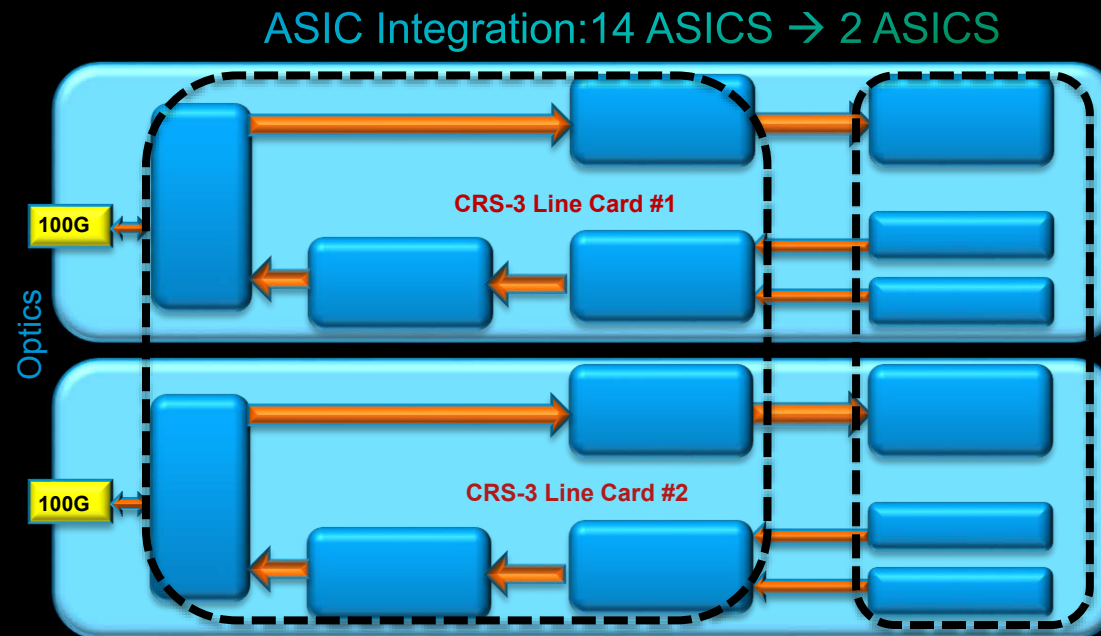 ASIC Integration:14 ASICS → 2 ASICS
CRS-3 Line Card #1
100G
Optics
CRS-3 Line Card #2
100G